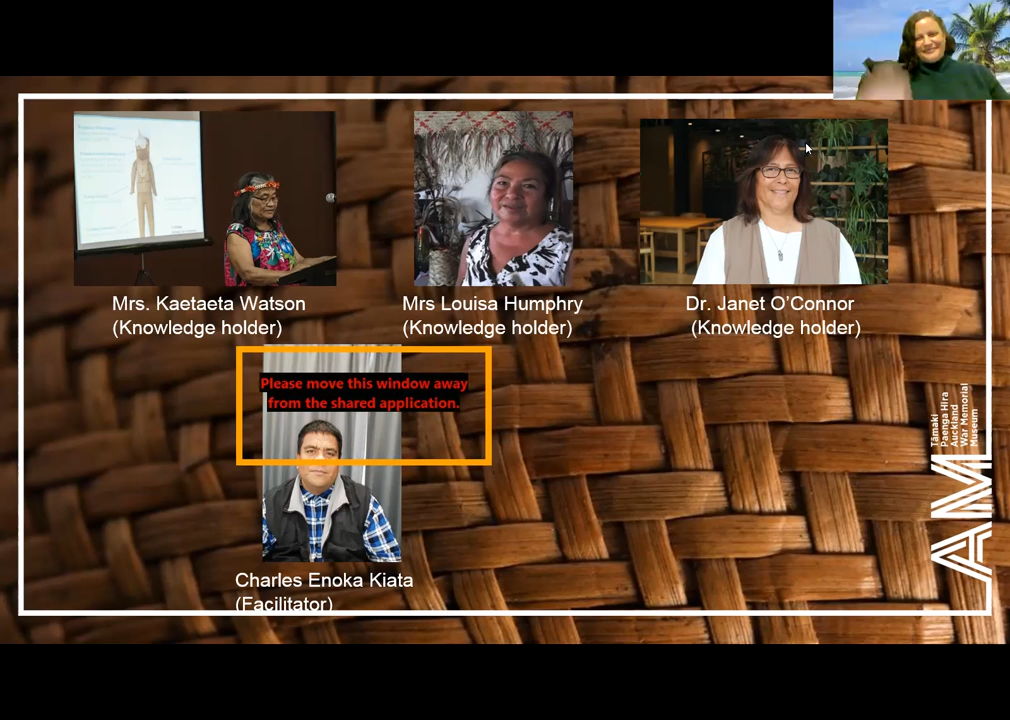 Mrs. Kaetaeta Watson
(Knowledge holder)
Mrs Louisa Humphry
(Knowledge holder)
Dr. Janet O'Connor
(Knowledge holder)
Please move this window away
from the shared application.
Charles Enoka Kiata
(Facilitator)
Tāmaki
Paenga Hira
Auckland
War Memorial
Museum
AM